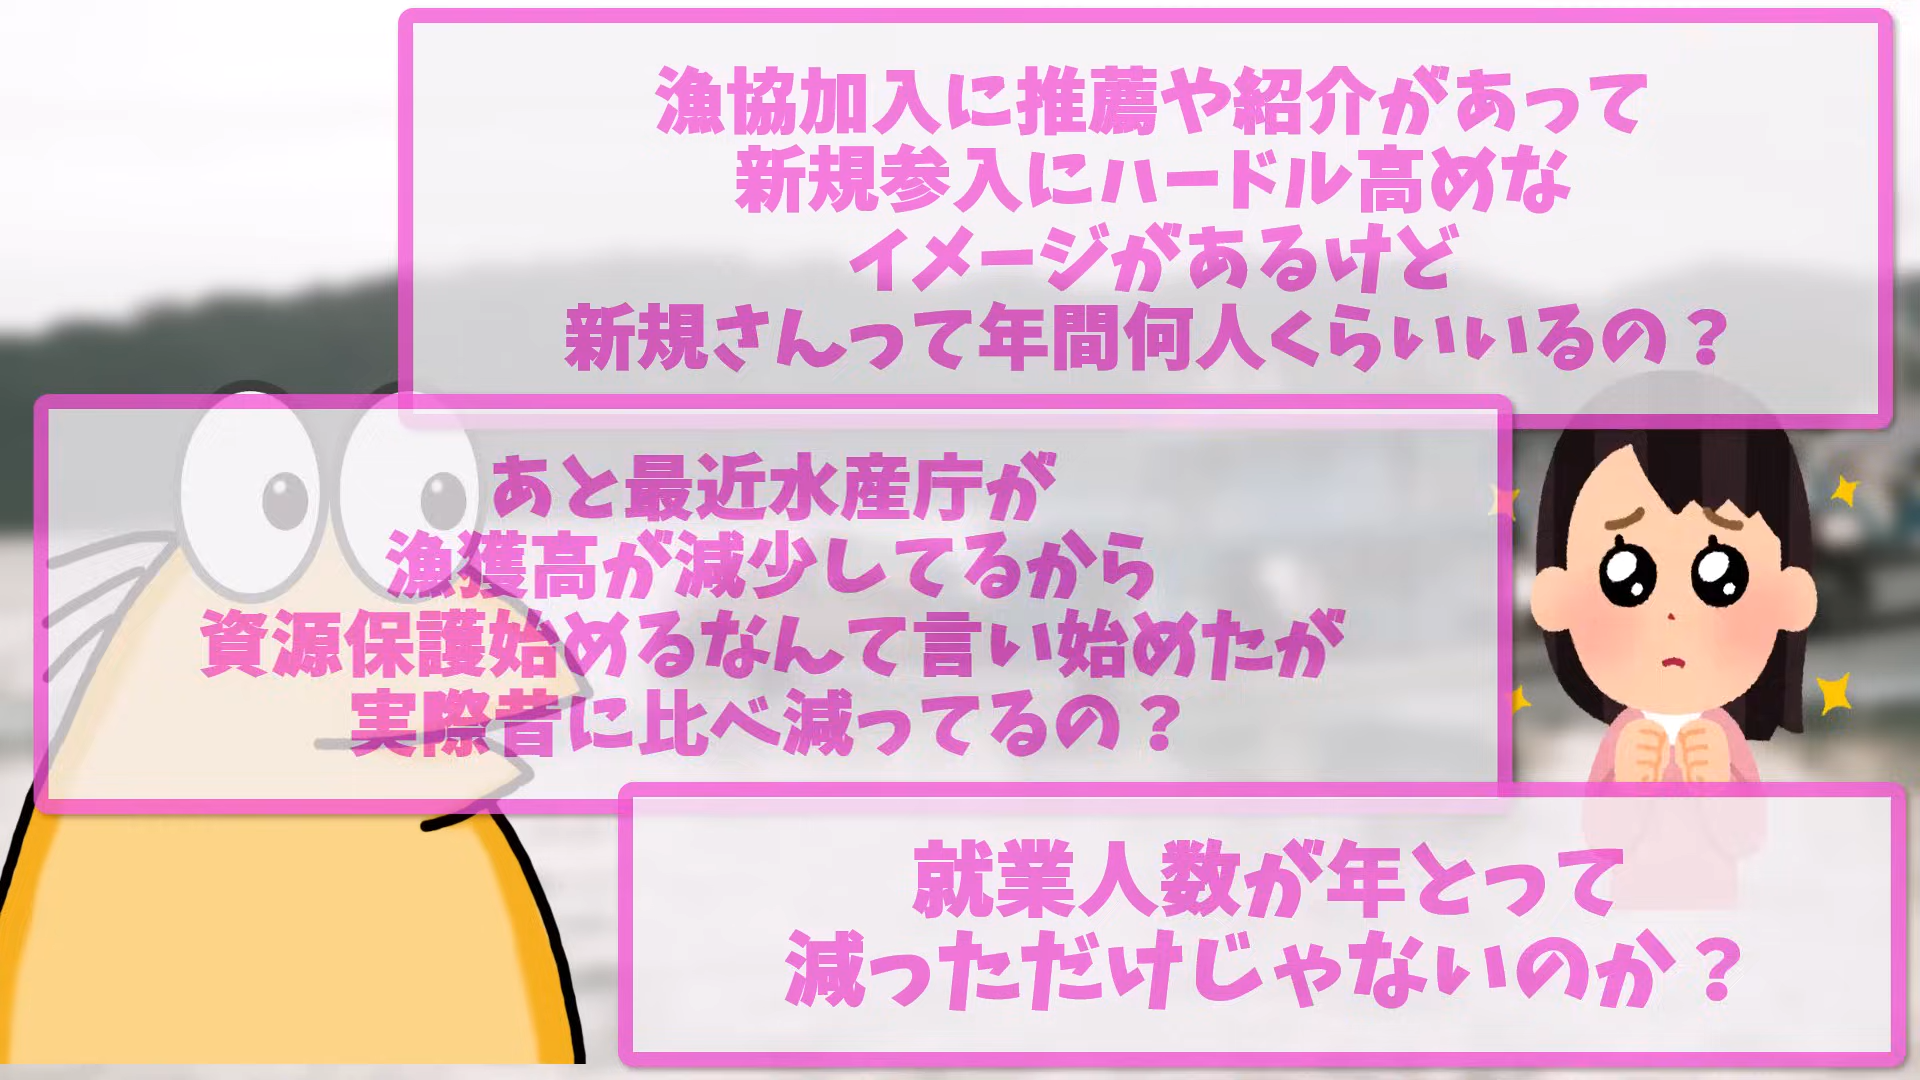 漁協加入に推薦や紹介があって
新規参入にハードル高めな
イメージがあるけど
新規さんって年間何人くらいいるの？
あと最近水産庁が
漁獲高が減少してるから
資源保護始めるなんて言い始めたが
実際昔に比べ減ってるの？
就業人数が年とって
減っただけじゃないのか？